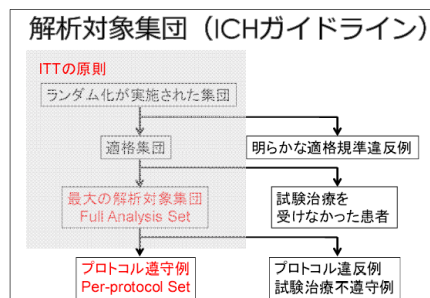 解析対象集団（ICHガイドライン）
ITTの原則
ランダム化が実施された集団
適格集団
明らかな適格規準違反例
最大の解析対象集団
Full Analysis Set
試験治療を
受けなかった患者
プロトコル遵守例
Per-protocol Set
プロトコル違反例
試験治療不遵守例